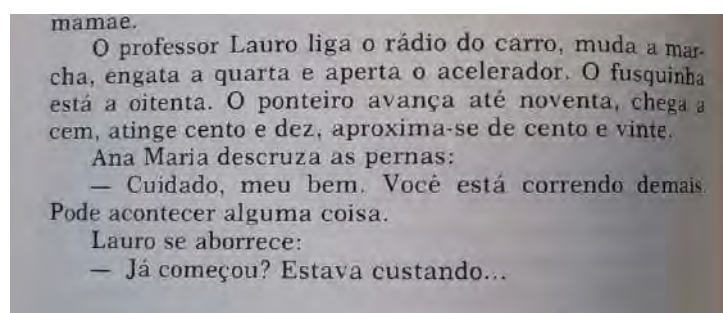 mamãe.
O professor Lauro liga o rádio do carro, muda a mar-
cha, engata a quarta e aperta o acelerador. O fusquinha
está a oitenta. O ponteiro avança até noventa, chega a
cem, atinge cento e dez, aproxima-se de cento e vinte.
Ana Maria descruza as pernas:
— Cuidado, meu bem. Você está correndo demais.
Pode acontecer alguma coisa.
Lauro se aborrece:
— Já começou? Estava custando...